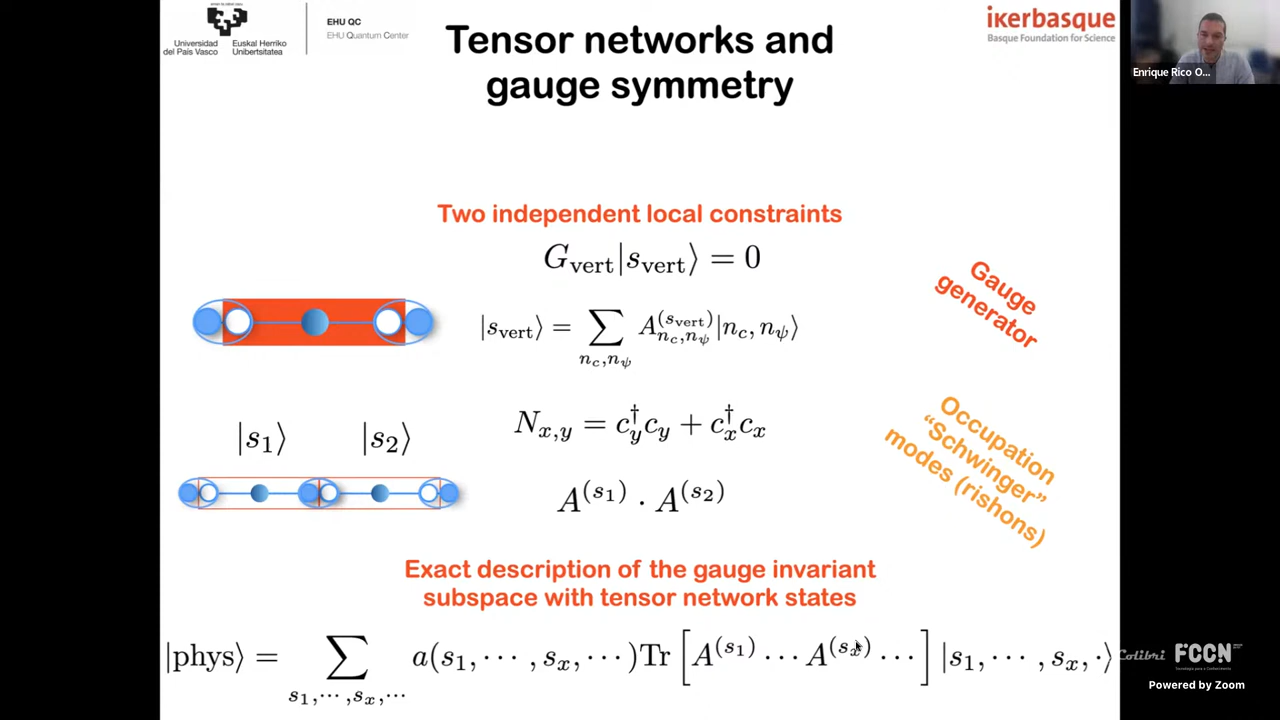 Universidad del País Vasco
Euskal Herriko Unibertsitatea
EHU QC
EHU Quantum Center
Tensor networks and
gauge symmetry
ikerbasque
Basque Foundation for Science
Enrique Rico O...
Two independent local constraints
G_vert|s_vert⟩ = 0
|s_vert⟩ = ∑_{n_c,n_ψ} A^{(s_vert)}_{n_c,n_ψ}|n_c, n_ψ⟩
Gauge
generator
N_{x,y} = c†_y c_y + c†_x c_x
|s_1⟩ |s_2⟩
A^{(s_1)} · A^{(s_2)}
Occupation
“Schwinger”
modes (rishons)
Exact description of the gauge invariant
subspace with tensor network states
|phys⟩ = ∑_{s_1,⋯,s_x,⋯} a(s_1,⋯,s_x,⋯)Tr[A^{(s_1)}⋯A^{(s_x)}⋯]|s_1,⋯,s_x,·⟩
Colibri
FCCN
Powered by Zoom